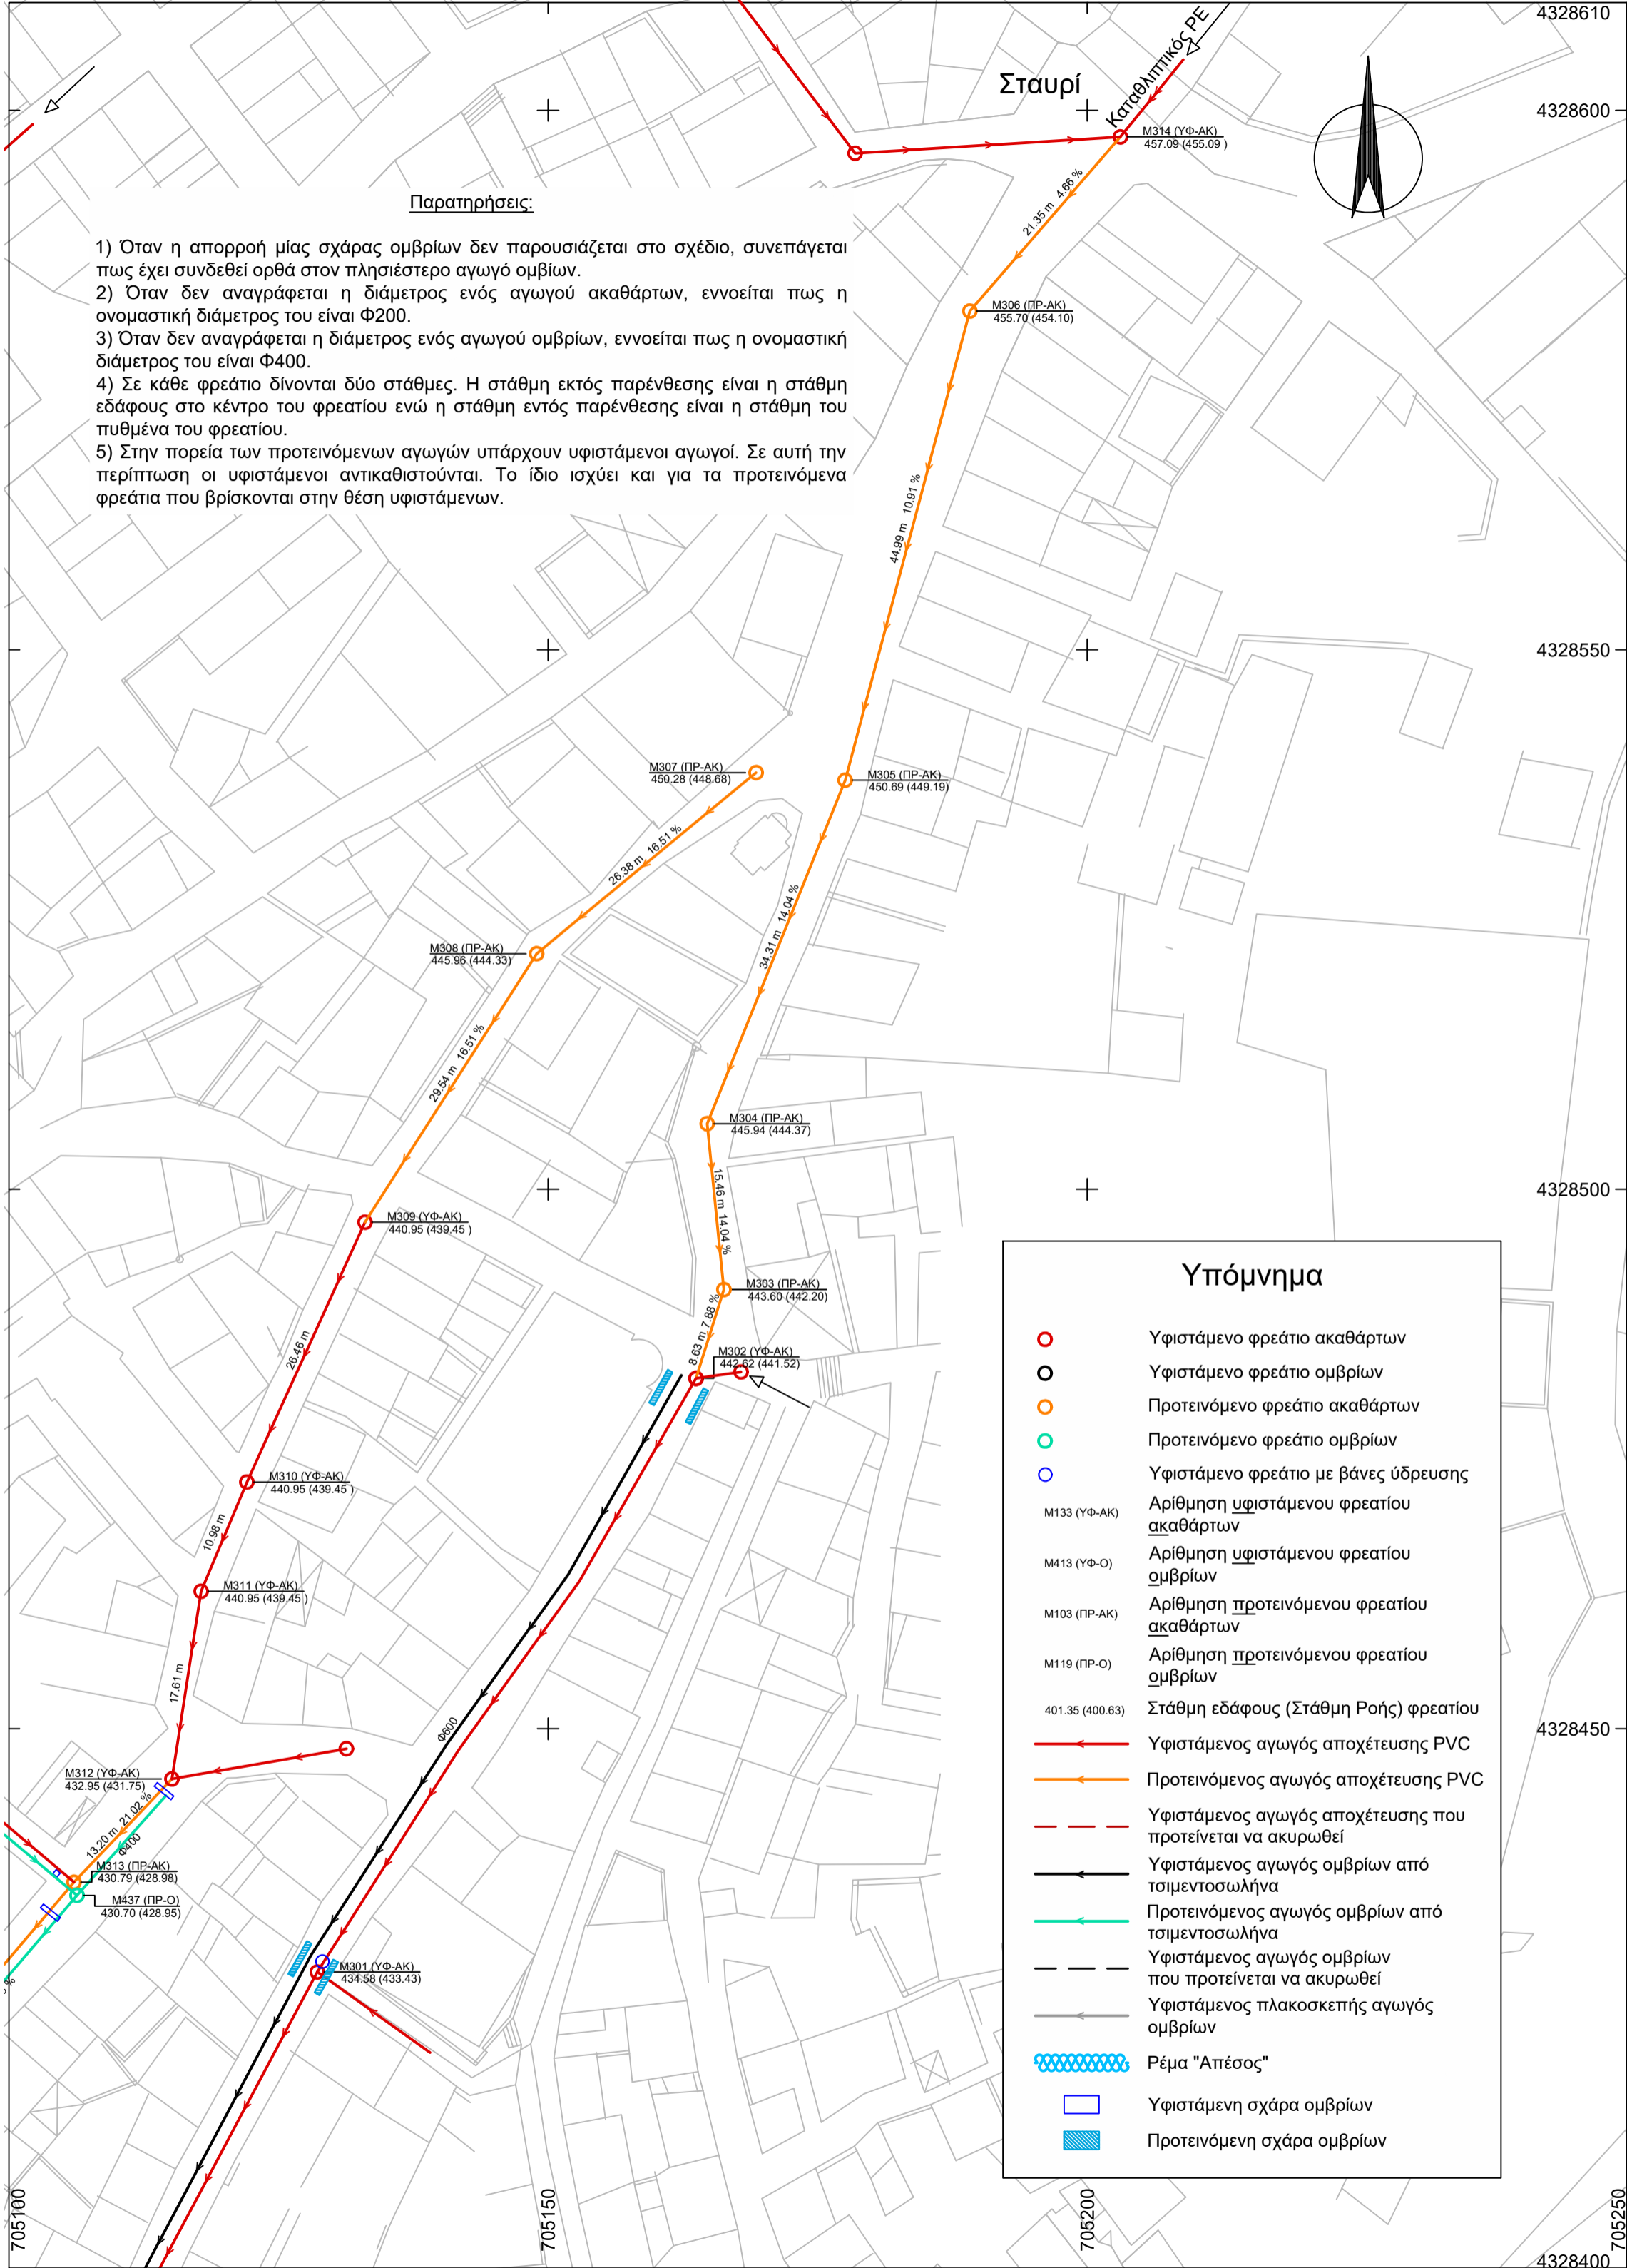 4328610
Σταυρί
Καταθλιπτικός PE
4328600
M314 (ΥΦ-ΑΚ)
457.09 (455.09 )
21.35 m 4.66 %
Παρατηρήσεις:
1) Όταν η απορροή μίας σχάρας ομβρίων δεν παρουσιάζεται στο σχέδιο, συνεπάγεται
πως έχει συνδεθεί ορθά στον πλησιέστερο αγωγό ομβίων.
2) Όταν δεν αναγράφεται η διάμετρος ενός αγωγού ακαθάρτων, εννοείται πως η
ονομαστική διάμετρος του είναι Φ200.
3) Όταν δεν αναγράφεται η διάμετρος ενός αγωγού ομβρίων, εννοείται πως η ονομαστική
διάμετρος του είναι Φ400.
4) Σε κάθε φρεάτιο δίνονται δύο στάθμες. Η στάθμη εκτός παρένθεσης είναι η στάθμη
εδάφους στο κέντρο του φρεατίου ενώ η στάθμη εντός παρένθεσης είναι η στάθμη του
πυθμένα του φρεατίου.
5) Στην πορεία των προτεινόμενων αγωγών υπάρχουν υφιστάμενοι αγωγοί. Σε αυτή την
περίπτωση οι υφιστάμενοι αντικαθιστούνται. Το ίδιο ισχύει και για τα προτεινόμενα
φρεάτια που βρίσκονται στην θέση υφιστάμενων.
M306 (ΠΡ-ΑΚ)
455.70 (454.10)
44.99 m 10.91 %
4328550
M307 (ΠΡ-ΑΚ)
450.28 (448.68)
M305 (ΠΡ-ΑΚ)
450.69 (449.19)
26.38 m 16.51 %
34.31 m 14.04 %
M308 (ΠΡ-ΑΚ)
445.96 (444.33)
29.54 m 16.51 %
M304 (ΠΡ-ΑΚ)
445.94 (444.37)
15.46 m 14.04 %
4328500
M309 (ΥΦ-ΑΚ)
440.95 (439.45 )
M303 (ΠΡ-ΑΚ)
443.60 (442.20)
8.63 m 7.88 %
M302 (ΥΦ-ΑΚ)
442.62 (441.52)
26.46 m
M310 (ΥΦ-ΑΚ)
440.95 (439.45 )
10.98 m
M311 (ΥΦ-ΑΚ)
440.95 (439.45 )
17.61 m
Φ600
4328450
M312 (ΥΦ-ΑΚ)
432.95 (431.75)
13.20 m 21.02 %
Φ400
M313 (ΠΡ-ΑΚ)
430.79 (428.98)
M437 (ΠΡ-Ο)
430.70 (428.95)
M301 (ΥΦ-ΑΚ)
434.58 (433.43)
%
Υπόμνημα
Υφιστάμενο φρεάτιο ακαθάρτων
Υφιστάμενο φρεάτιο ομβρίων
Προτεινόμενο φρεάτιο ακαθάρτων
Προτεινόμενο φρεάτιο ομβρίων
Υφιστάμενο φρεάτιο με βάνες ύδρευσης
M133 (ΥΦ-ΑΚ) Αρίθμηση υφιστάμενου φρεατίου
ακαθάρτων
M413 (ΥΦ-Ο) Αρίθμηση υφιστάμενου φρεατίου
ομβρίων
M103 (ΠΡ-ΑΚ) Αρίθμηση προτεινόμενου φρεατίου
ακαθάρτων
M119 (ΠΡ-Ο) Αρίθμηση προτεινόμενου φρεατίου
ομβρίων
401.35 (400.63) Στάθμη εδάφους (Στάθμη Ροής) φρεατίου
Υφιστάμενος αγωγός αποχέτευσης PVC
Προτεινόμενος αγωγός αποχέτευσης PVC
Υφιστάμενος αγωγός αποχέτευσης που
προτείνεται να ακυρωθεί
Υφιστάμενος αγωγός ομβρίων από
τσιμεντοσωλήνα
Προτεινόμενος αγωγός ομβρίων από
τσιμεντοσωλήνα
Υφιστάμενος αγωγός ομβρίων
που προτείνεται να ακυρωθεί
Υφιστάμενος πλακοσκεπής αγωγός
ομβρίων
Ρέμα "Απέσος"
Υφιστάμενη σχάρα ομβρίων
Προτεινόμενη σχάρα ομβρίων
705100
705150
705200
705250
4328400